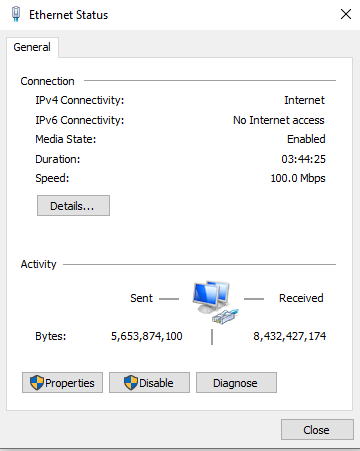 Ethernet Status
General
Connection
IPv4 Connectivity: Internet
IPv6 Connectivity: No Internet access
Media State: Enabled
Duration: 03:44:25
Speed: 100.0 Mbps
Details...
Activity
Sent Received
Bytes: 5,653,874,100 8,432,427,174
Properties Disable Diagnose
Close